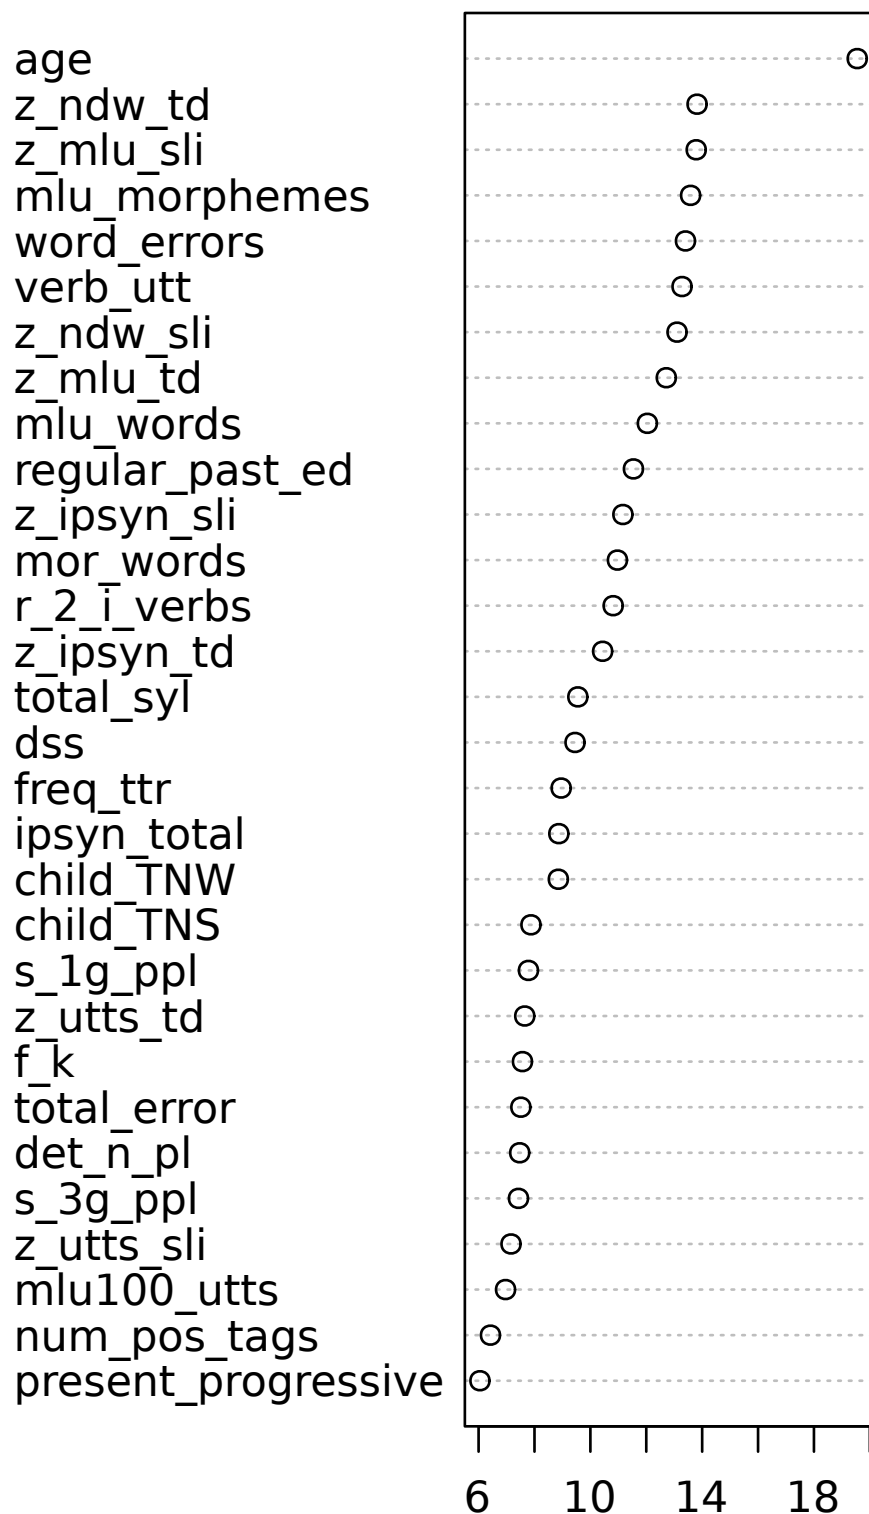 age
z_ndw_td
z_mlu_sli
mlu_morphemes
word_errors
verb_utt
z_ndw_sli
z_mlu_td
mlu_words
regular_past_ed
z_ipsyn_sli
mor_words
r_2_i_verbs
z_ipsyn_td
total_syl
dss
freq_ttr
ipsyn_total
child_TNW
child_TNS
s_1g_ppl
z_utts_td
f_k
total_error
det_n_pl
s_3g_ppl
z_utts_sli
mlu100_utts
num_pos_tags
present_progressive
6 10 14 18